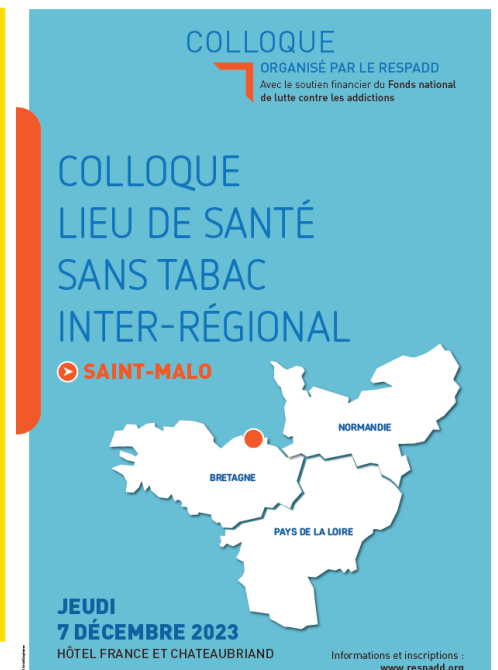 COLLOQUE
ORGANISÉ PAR LE RESPADD
Avec le soutien financier du Fonds national
de lutte contre les addictions
COLLOQUE
LIEU DE SANTÉ
SANS TABAC
INTER-RÉGIONAL
SAINT-MALO
NORMANDIE
BRETAGNE
PAYS DE LA LOIRE
JEUDI
7 DÉCEMBRE 2023
HÔTEL FRANCE ET CHATEAUBRIAND
Informations et inscriptions :
www.respadd.org